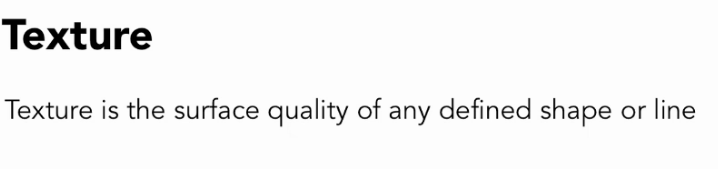 Texture
Texture is the surface quality of any defined shape or line